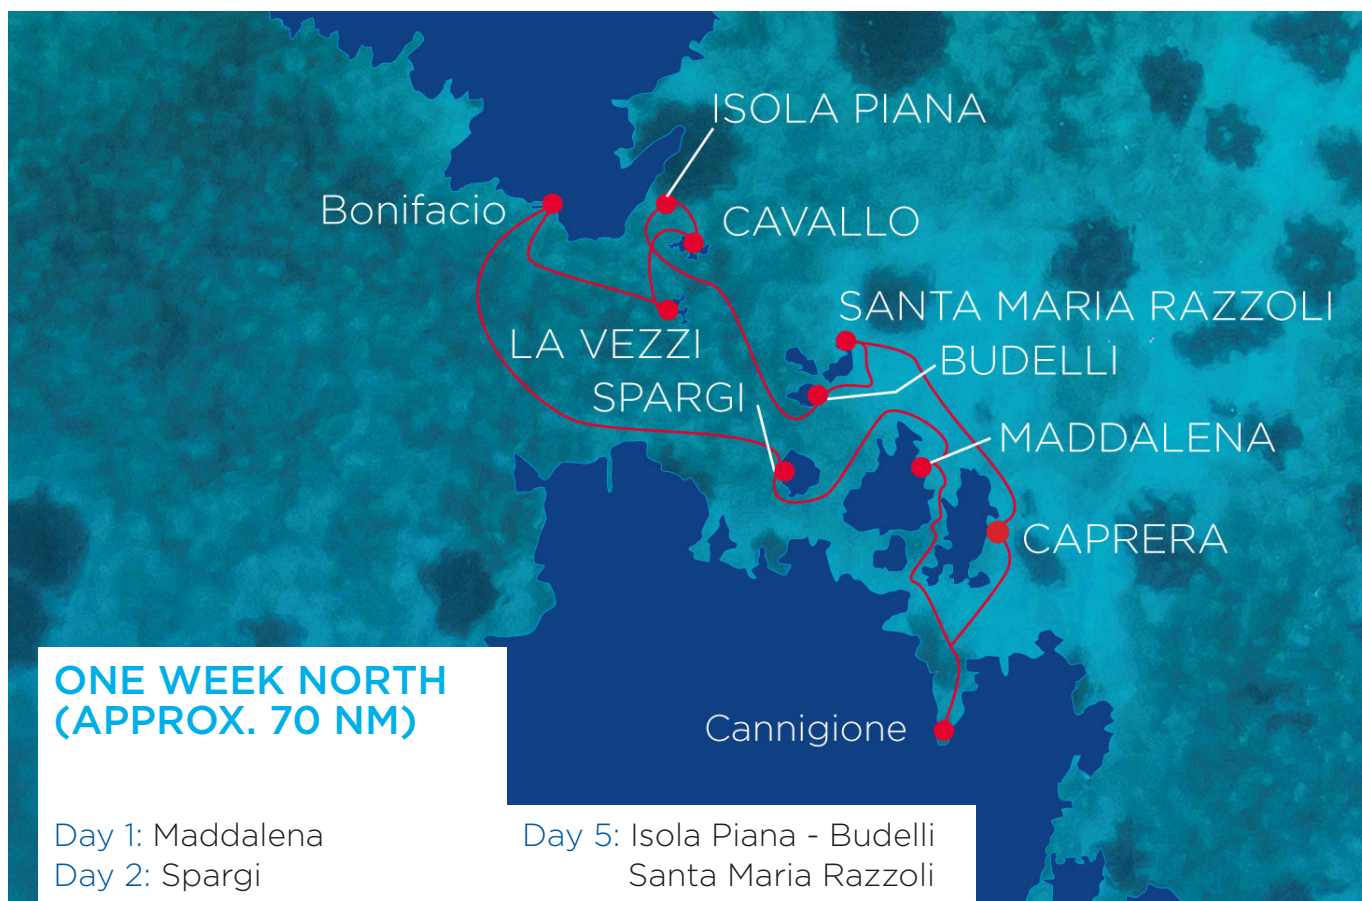 ISOLA PIANA
Bonifacio
CAVALLO
SANTA MARIA RAZZOLI
LA VEZZI
BUDELLI
SPARGI
MADDALENA
CAPRERA
Cannigione
ONE WEEK NORTH
(APPROX. 70 NM)
Day 1: Maddalena
Day 2: Spargi
Day 5: Isola Piana - Budelli
Santa Maria Razzoli